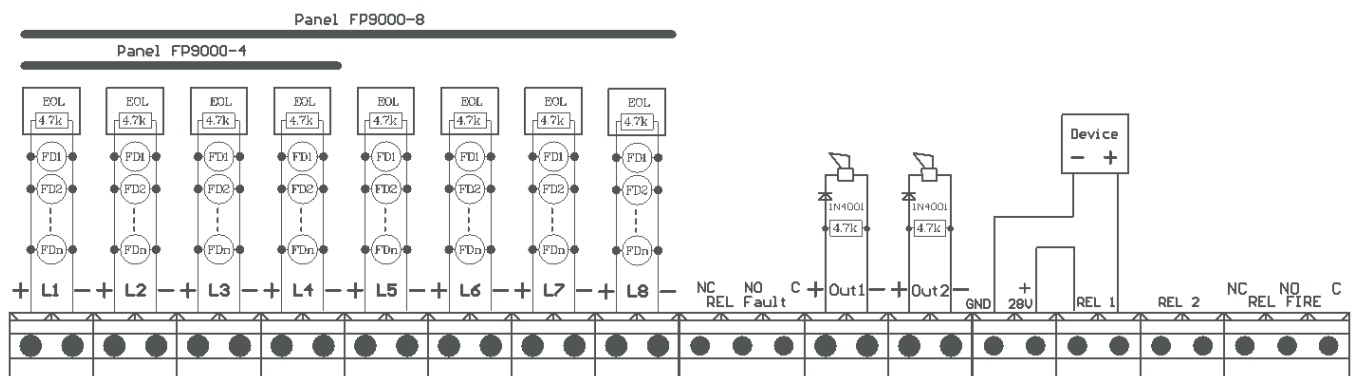 Panel FP9000-8
Panel FP9000-4
EOL EOL EOL EOL EOL EOL EOL EOL
4.7k 4.7k 4.7k 4.7k 4.7k 4.7k 4.7k 4.7k
Device
- +
FD1 FD1 FD1 FD1 FD1 FD1 FD1 FD1
FD2 FD2 FD2 FD2 FD2 FD2 FD2 FD2
1N4001 1N4001
4.7k 4.7k
FDn FDn FDn FDn FDn FDn FDn FDn
+ L1 - + L2 - + L3 - + L4 - + L5 - + L6 - + L7 - + L8 -
NC NO C
REL Fault
+ Out1 - + Out2 -
GND +
28V
REL 1
REL 2
NC NO C
REL FIRE